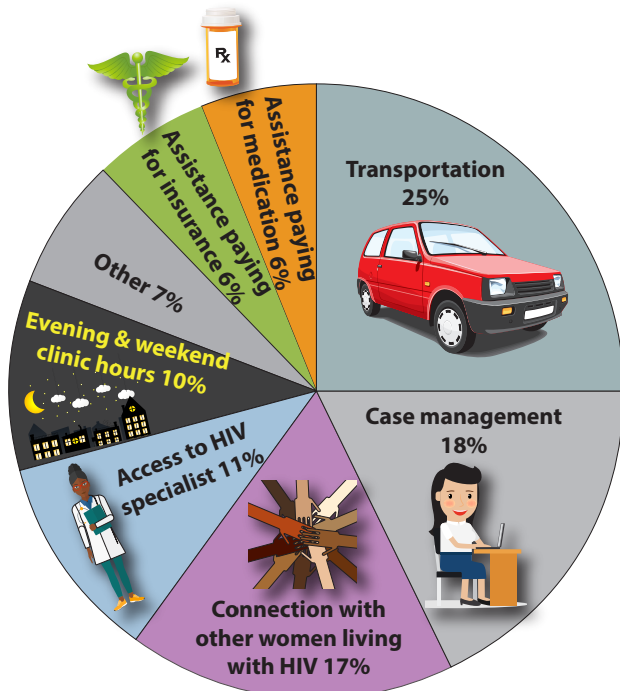 Rx
Transportation
25%
Case management
18%
Connection with
other women living
with HIV 17%
Access to HIV
specialist 11%
Evening & weekend
clinic hours 10%
Other 7%
Assistance paying
for insurance 6%
Assistance paying
for medication 6%